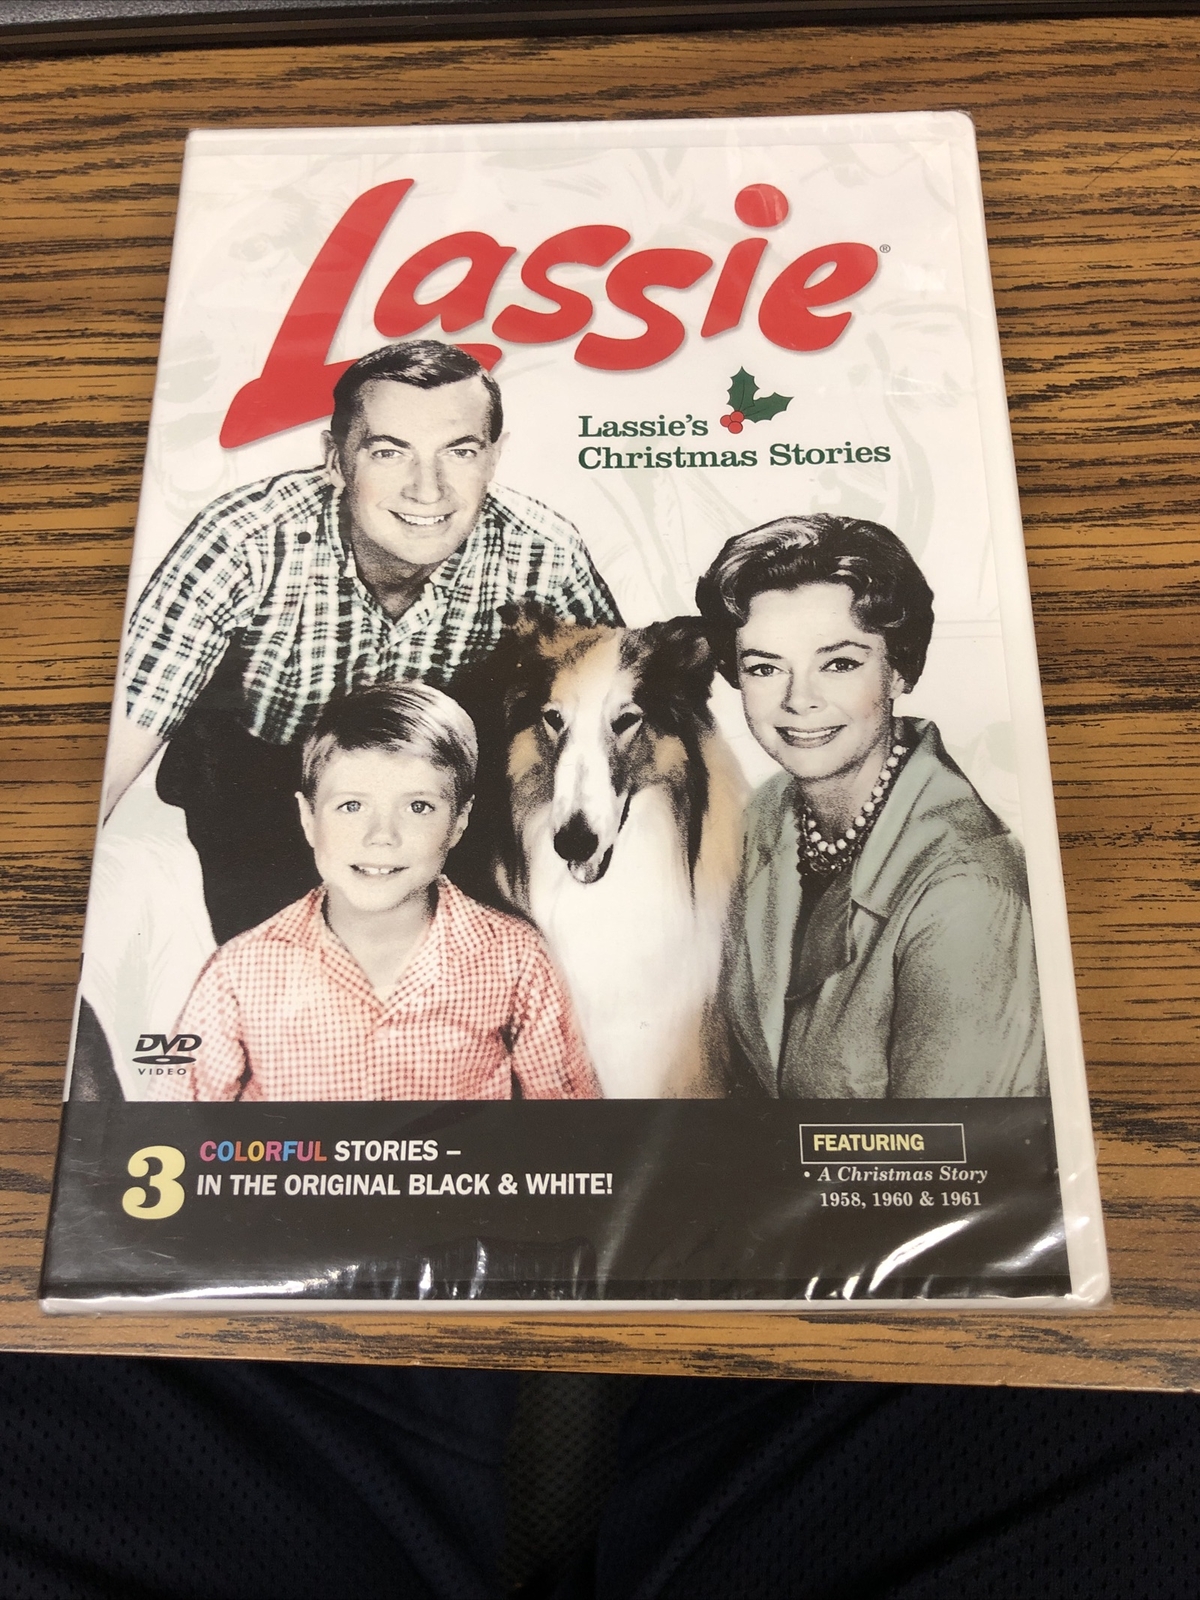 Lassie®
Lassie's
Christmas Stories
DVD
VIDEO
3 COLORFUL STORIES –
IN THE ORIGINAL BLACK & WHITE!
FEATURING
• A Christmas Story
1958, 1960 & 1961